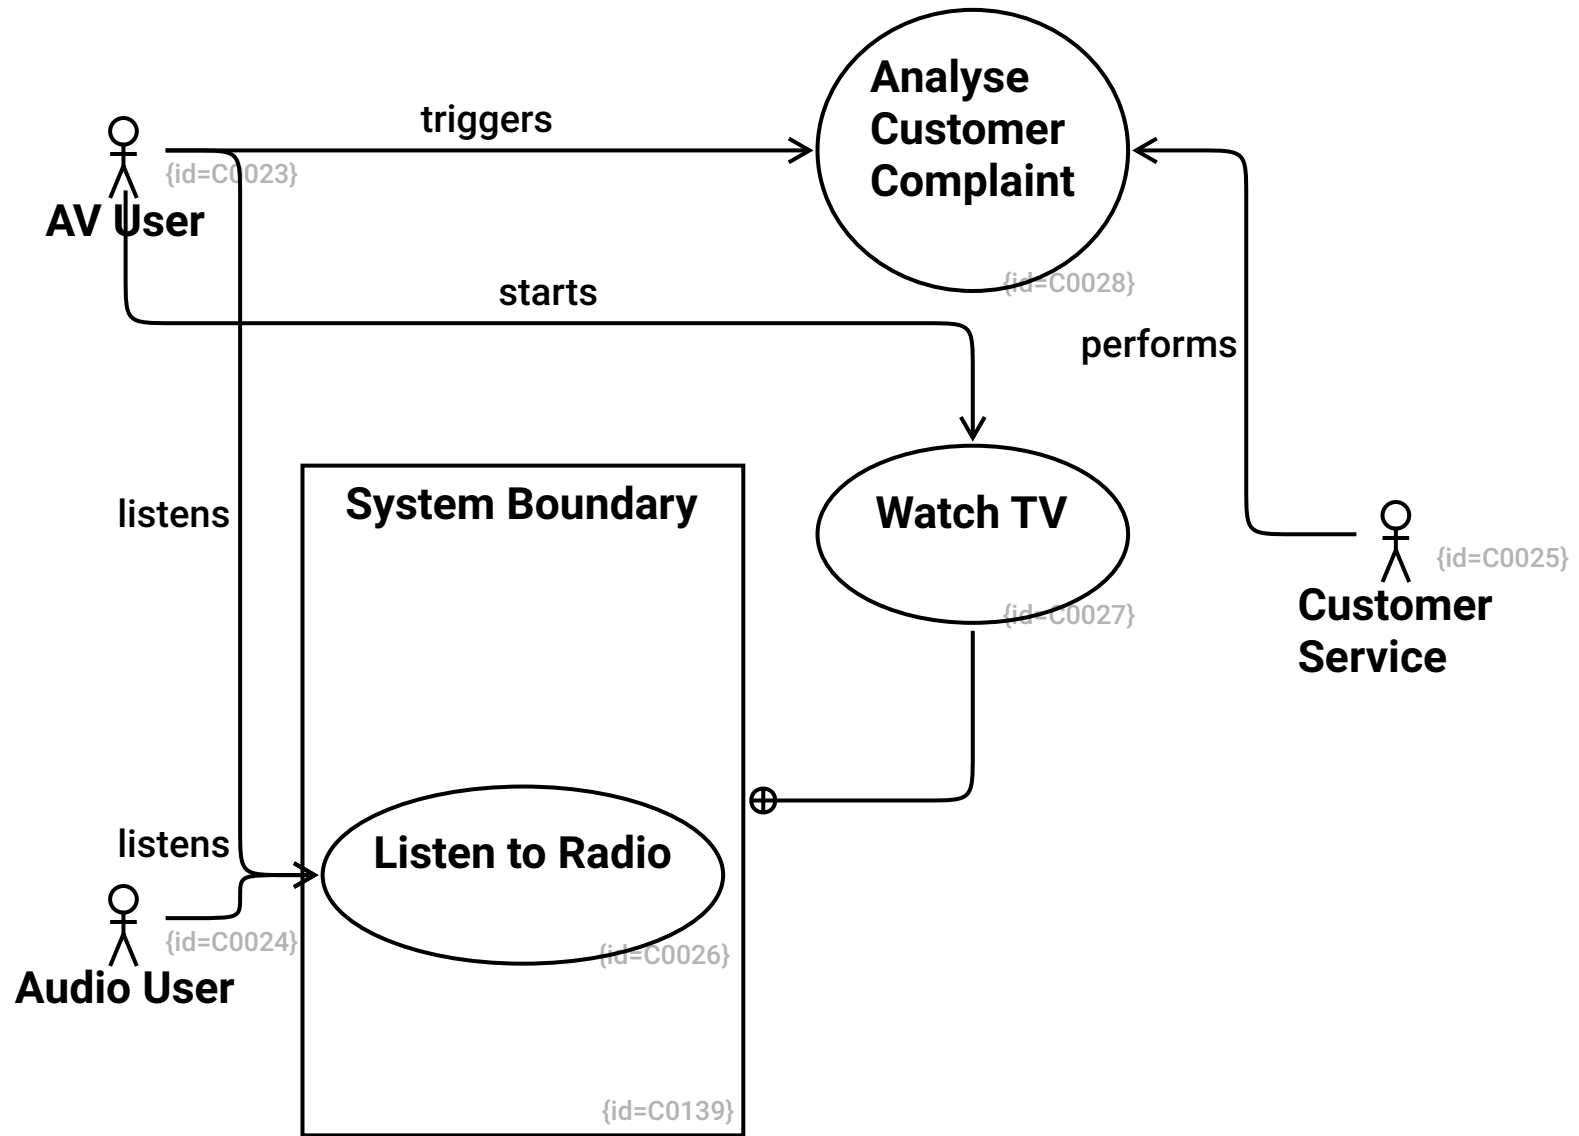 Analyse
Customer
Complaint
triggers
{id=C0023}
AV User
{id=C0028}
starts
performs
System Boundary
listens
Watch TV
{id=C0025}
Customer
Service
{id=C0027}
listens
Listen to Radio
{id=C0024}
{id=C0026}
Audio User
{id=C0139}